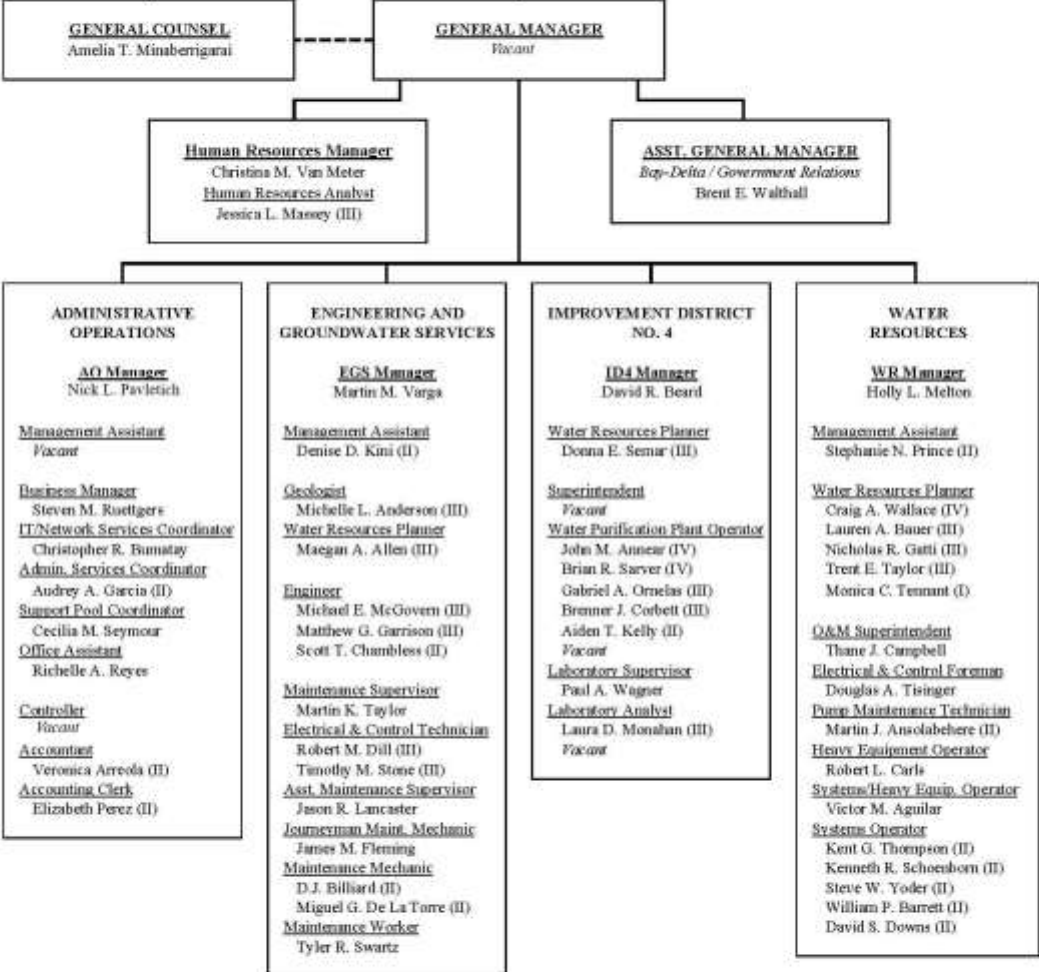 GENERAL COUNSEL
Amelia T. Minaberrigarai
GENERAL MANAGER
Vacant
Human Resources Manager
Christina M. Van Meter
Human Resources Analyst
Jessica L. Massey (III)
ASST. GENERAL MANAGER
Bay-Delta / Government Relations
Brent E. Walthall
ADMINISTRATIVE
OPERATIONS
AO Manager
Nick L. Pavletich
Management Assistant
Vacant
Business Manager
Steven M. Ruettgers
IT/Network Services Coordinator
Christopher R. Bumatay
Admin. Services Coordinator
Audrey A. Garcia (II)
Support Pool Coordinator
Cecilia M. Seymour
Office Assistant
Richelle A. Reyes
Controller
Vacant
Accountant
Veronica Arreola (II)
Accounting Clerk
Elizabeth Perez (II)
ENGINEERING AND
GROUNDWATER SERVICES
EGS Manager
Martin M. Varga
Management Assistant
Denise D. Kini (II)
Geologist
Michelle L. Anderson (III)
Water Resources Planner
Maegan A. Allen (III)
Engineer
Michael E. McGovern (III)
Matthew G. Garrison (III)
Scott T. Chambless (II)
Maintenance Supervisor
Martin K. Taylor
Electrical & Control Technician
Robert M. Dill (III)
Timothy M. Stone (III)
Asst. Maintenance Supervisor
Jason R. Lancaster
Journeyman Maint. Mechanic
James M. Fleming
Maintenance Mechanic
D.J. Billiard (II)
Miguel G. De La Torre (II)
Maintenance Worker
Tyler R. Swartz
IMPROVEMENT DISTRICT
NO. 4
ID4 Manager
David R. Beard
Water Resources Planner
Donna E. Semar (III)
Superintendent
Vacant
Water Purification Plant Operator
John M. Annear (IV)
Brian R. Sarver (IV)
Gabriel A. Ornelas (III)
Brenner J. Corbett (III)
Aiden T. Kelly (II)
Vacant
Laboratory Supervisor
Paul A. Wagner
Laboratory Analyst
Laura D. Monahan (III)
Vacant
WATER
RESOURCES
WR Manager
Holly L. Melton
Management Assistant
Stephanie N. Prince (II)
Water Resources Planner
Craig A. Wallace (IV)
Lauren A. Bauer (III)
Nicholas R. Gatti (III)
Trent E. Taylor (III)
Monica C. Tennant (I)
O&M Superintendent
Thane J. Campbell
Electrical & Control Foreman
Douglas A. Tisinger
Pump Maintenance Technician
Martin J. Ansolabehere (II)
Heavy Equipment Operator
Robert L. Carls
Systems/Heavy Equip. Operator
Victor M. Aguilar
Systems Operator
Kent G. Thompson (II)
Kenneth R. Schoenborn (II)
Steve W. Yoder (II)
William P. Barrett (II)
David S. Downs (II)